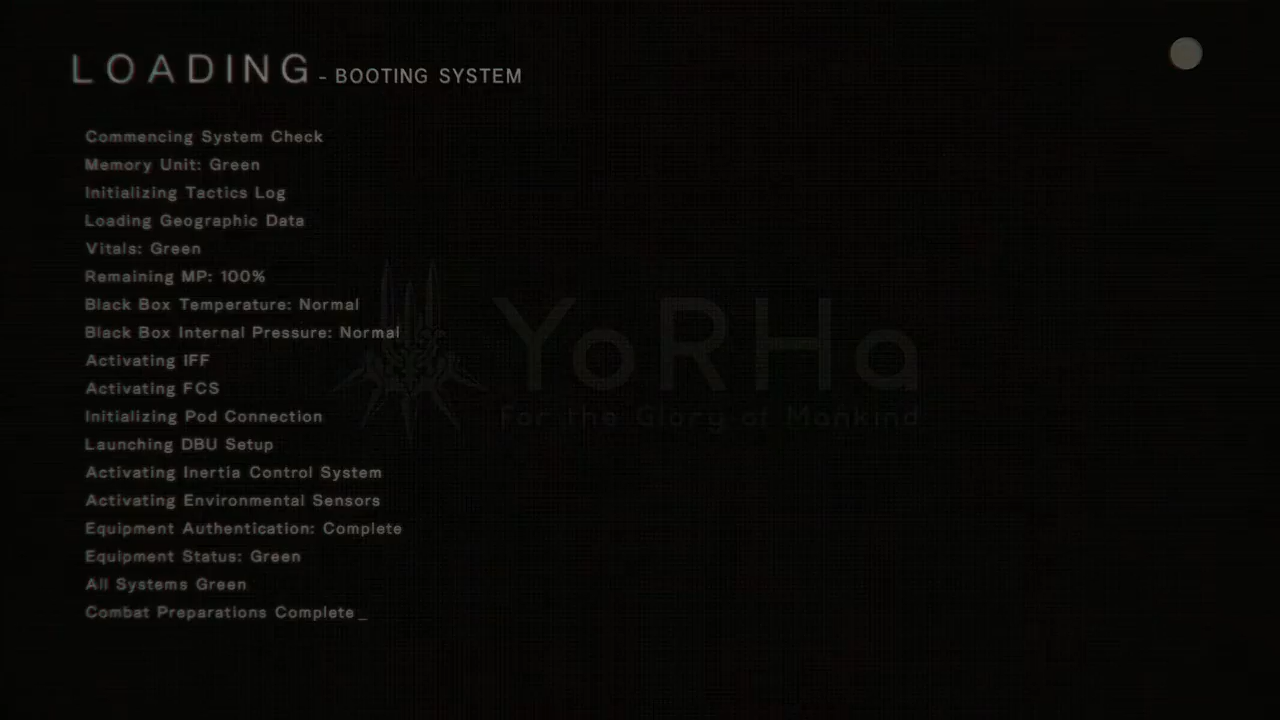 LOADING - BOOTING SYSTEM
Commencing System Check
Memory Unit: Green
Initializing Tactics Log
Loading Geographic Data
Vitals: Green
Remaining MP: 100%
Black Box Temperature: Normal
Black Box Internal Pressure: Normal
Activating IFF
Activating FCS
Initializing Pod Connection
Launching DBU Setup
Activating Inertia Control System
Activating Environmental Sensors
Equipment Authentication: Complete
Equipment Status: Green
All Systems Green
Combat Preparations Complete _
YoRHa
For the Glory of Mankind